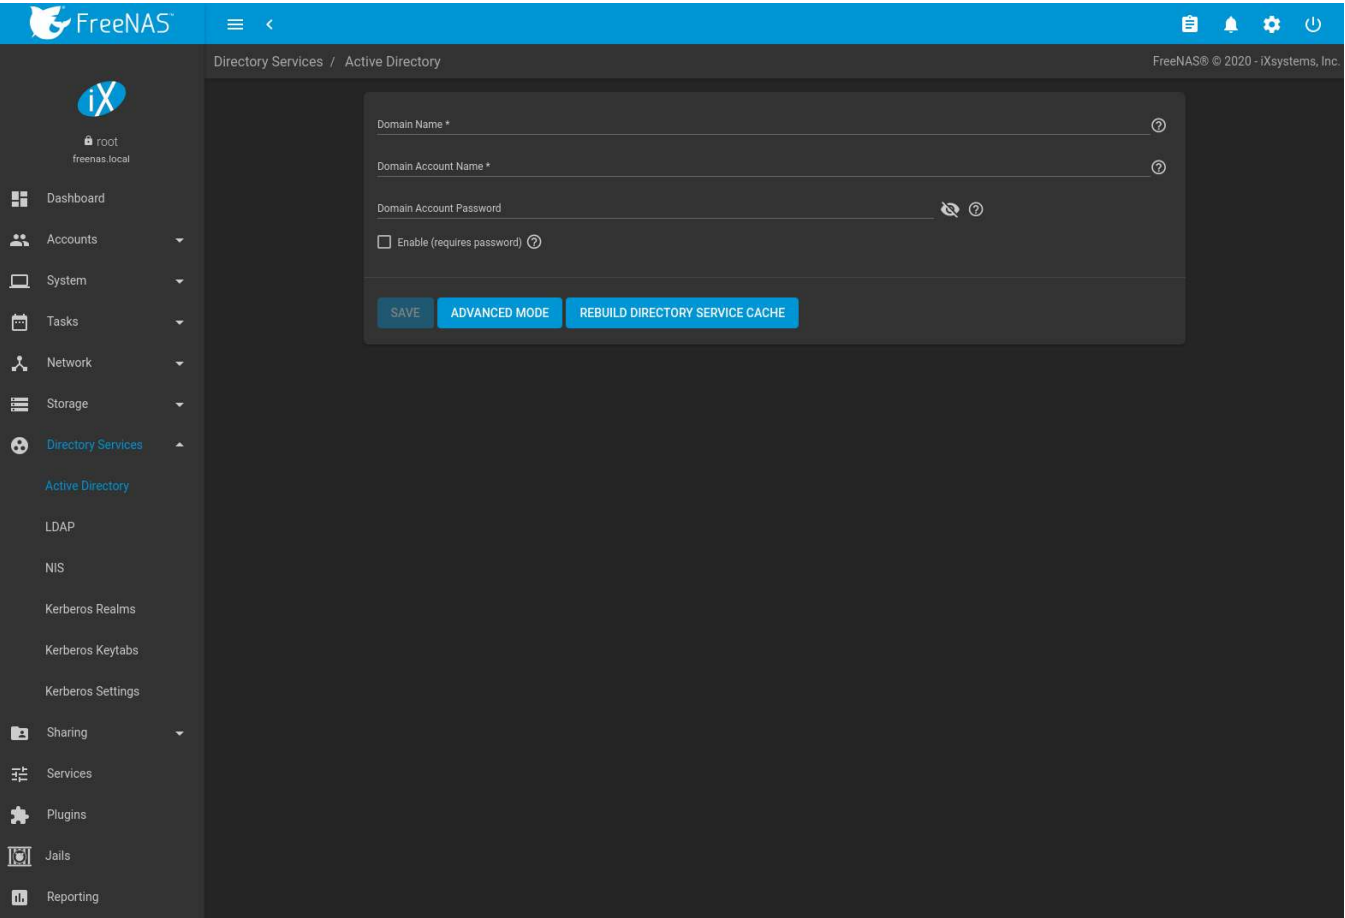 FreeNAS™
Directory Services / Active Directory
FreeNAS® © 2020 - iXsystems, Inc.
iX
root
freenas.local
Dashboard
Accounts
System
Tasks
Network
Storage
Directory Services
Active Directory
LDAP
NIS
Kerberos Realms
Kerberos Keytabs
Kerberos Settings
Sharing
Services
Plugins
Jails
Reporting
Domain Name *
Domain Account Name *
Domain Account Password
Enable (requires password)
SAVE
ADVANCED MODE
REBUILD DIRECTORY SERVICE CACHE